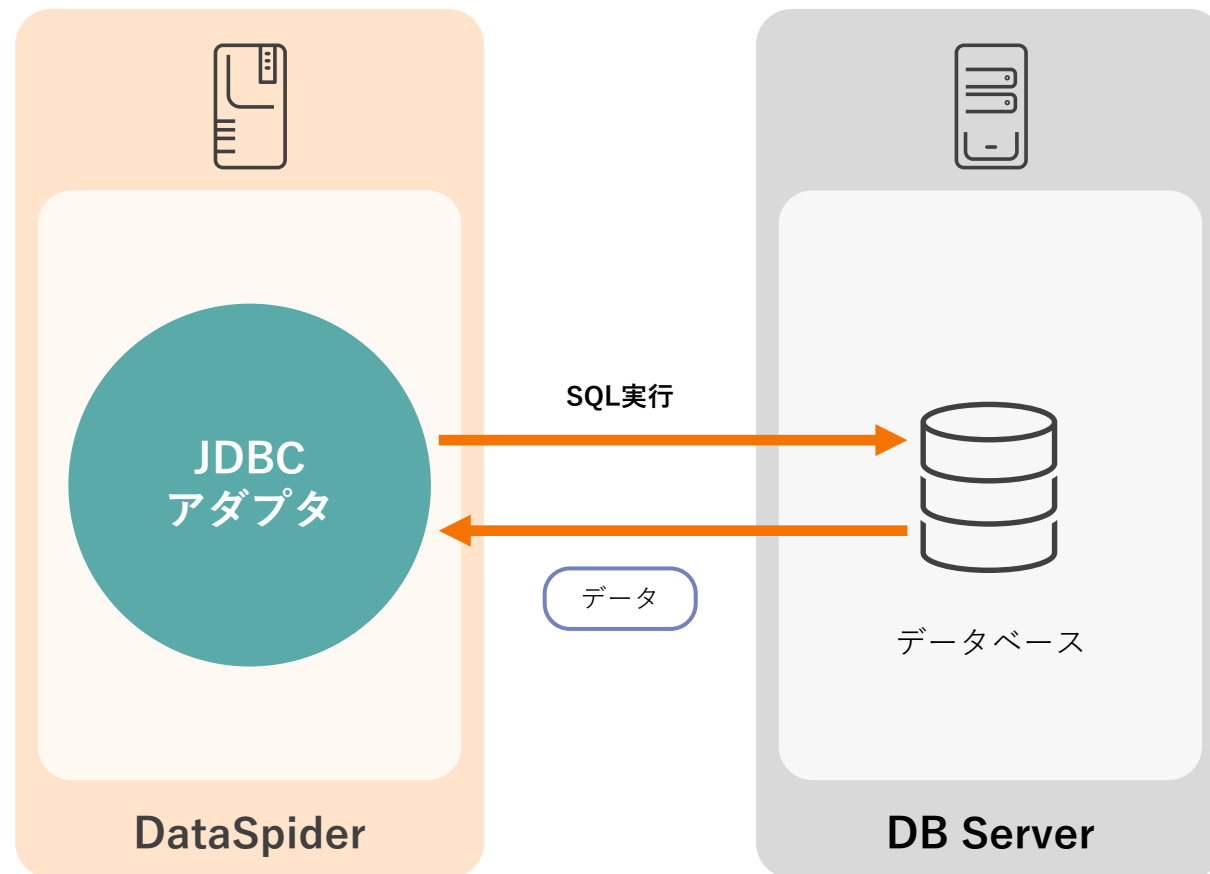 SQL実行
JDBC
アダプタ
データ
データベース
DataSpider
DB Server